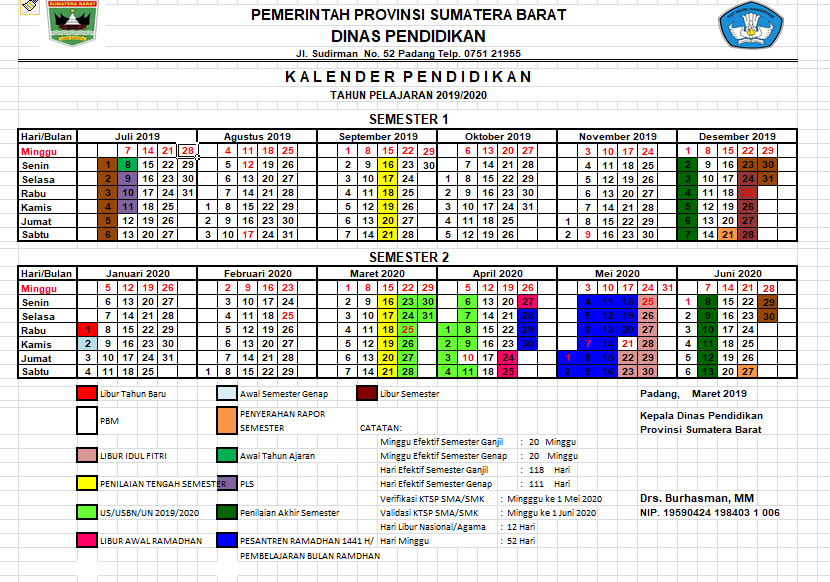 PEMERINTAH PROVINSI SUMATERA BARAT
DINAS PENDIDIKAN
Jl. Sudirman No. 52 Padang Telp. 0751 21955
KALENDER PENDIDIKAN
TAHUN PELAJARAN 2019/2020
SEMESTER 1
Hari/Bulan Juli 2019 Agustus 2019 September 2019 Oktober 2019 November 2019 Desember 2019
Minggu 7 14 21 28 4 11 18 25 1 8 15 22 29 6 13 20 27 3 10 17 24 1 8 15 22 29
Senin 1 8 15 22 29 5 12 19 26 2 9 16 23 30 7 14 21 28 4 11 18 25 2 9 16 23 30
Selasa 2 9 16 23 30 6 13 20 27 3 10 17 24 1 8 15 22 29 5 12 19 26 3 10 17 24 31
Rabu 3 10 17 24 31 7 14 21 28 4 11 18 25 2 9 16 23 30 6 13 20 27 4 11 18 25
Kamis 4 11 18 25 1 8 15 22 29 5 12 19 26 3 10 17 24 31 7 14 21 28 5 12 19 26
Jumat 5 12 19 26 2 9 16 23 30 6 13 20 27 4 11 18 25 1 8 15 22 29 6 13 20 27
Sabtu 6 13 20 27 3 10 17 24 31 7 14 21 28 5 12 19 26 2 9 16 23 30 7 14 21 28
SEMESTER 2
Hari/Bulan Januari 2020 Februari 2020 Maret 2020 April 2020 Mei 2020 Juni 2020
Minggu 5 12 19 26 2 9 16 23 1 8 15 22 29 5 12 19 26 3 10 17 24 31 7 14 21 28
Senin 6 13 20 27 3 10 17 24 2 9 16 23 30 6 13 20 27 4 11 18 25 1 8 15 22 29
Selasa 7 14 21 28 4 11 18 25 3 10 17 24 31 7 14 21 28 5 12 19 26 2 9 16 23 30
Rabu 1 8 15 22 29 5 12 19 26 4 11 18 25 1 8 15 22 29 6 13 20 27 3 10 17 24
Kamis 2 9 16 23 30 6 13 20 27 5 12 19 26 2 9 16 23 30 7 14 21 28 4 11 18 25
Jumat 3 10 17 24 31 7 14 21 28 6 13 20 27 3 10 17 24 1 8 15 22 29 5 12 19 26
Sabtu 4 11 18 25 1 8 15 22 29 7 14 21 28 4 11 18 25 2 9 16 23 30 6 13 20 27
Libur Tahun Baru Awal Semester Genap Libur Semester Padang, Maret 2019
PBM PENYERAHAN RAPOR SEMESTER Kepala Dinas Pendidikan
CATATAN: Provinsi Sumatera Barat
Minggu Efektif Semester Ganjil : 20 Minggu
LIBUR IDUL FITRI Awal Tahun Ajaran Minggu Efektif Semester Genap : 20 Minggu
Hari Efektif Semester Ganjil : 118 Hari
PENILAIAN TENGAH SEMESTER PLS Hari Efektif Semester Genap : 111 Hari
Verifikasi KTSP SMA/SMK : Mingggu ke 1 Mei 2020 Drs. Burhasman, MM
US/USBN/UN 2019/2020 Penilaian Akhir Semester Validasi KTSP SMA/SMK : Minggu ke 1 Juni 2020 NIP. 19590424 198403 1 006
Hari Libur Nasional/Agama : 12 Hari
LIBUR AWAL RAMADHAN PESANTREN RAMADHAN 1441 H/ Hari Minggu : 52 Hari
PEMBELAJARAN BULAN RAMDHAN